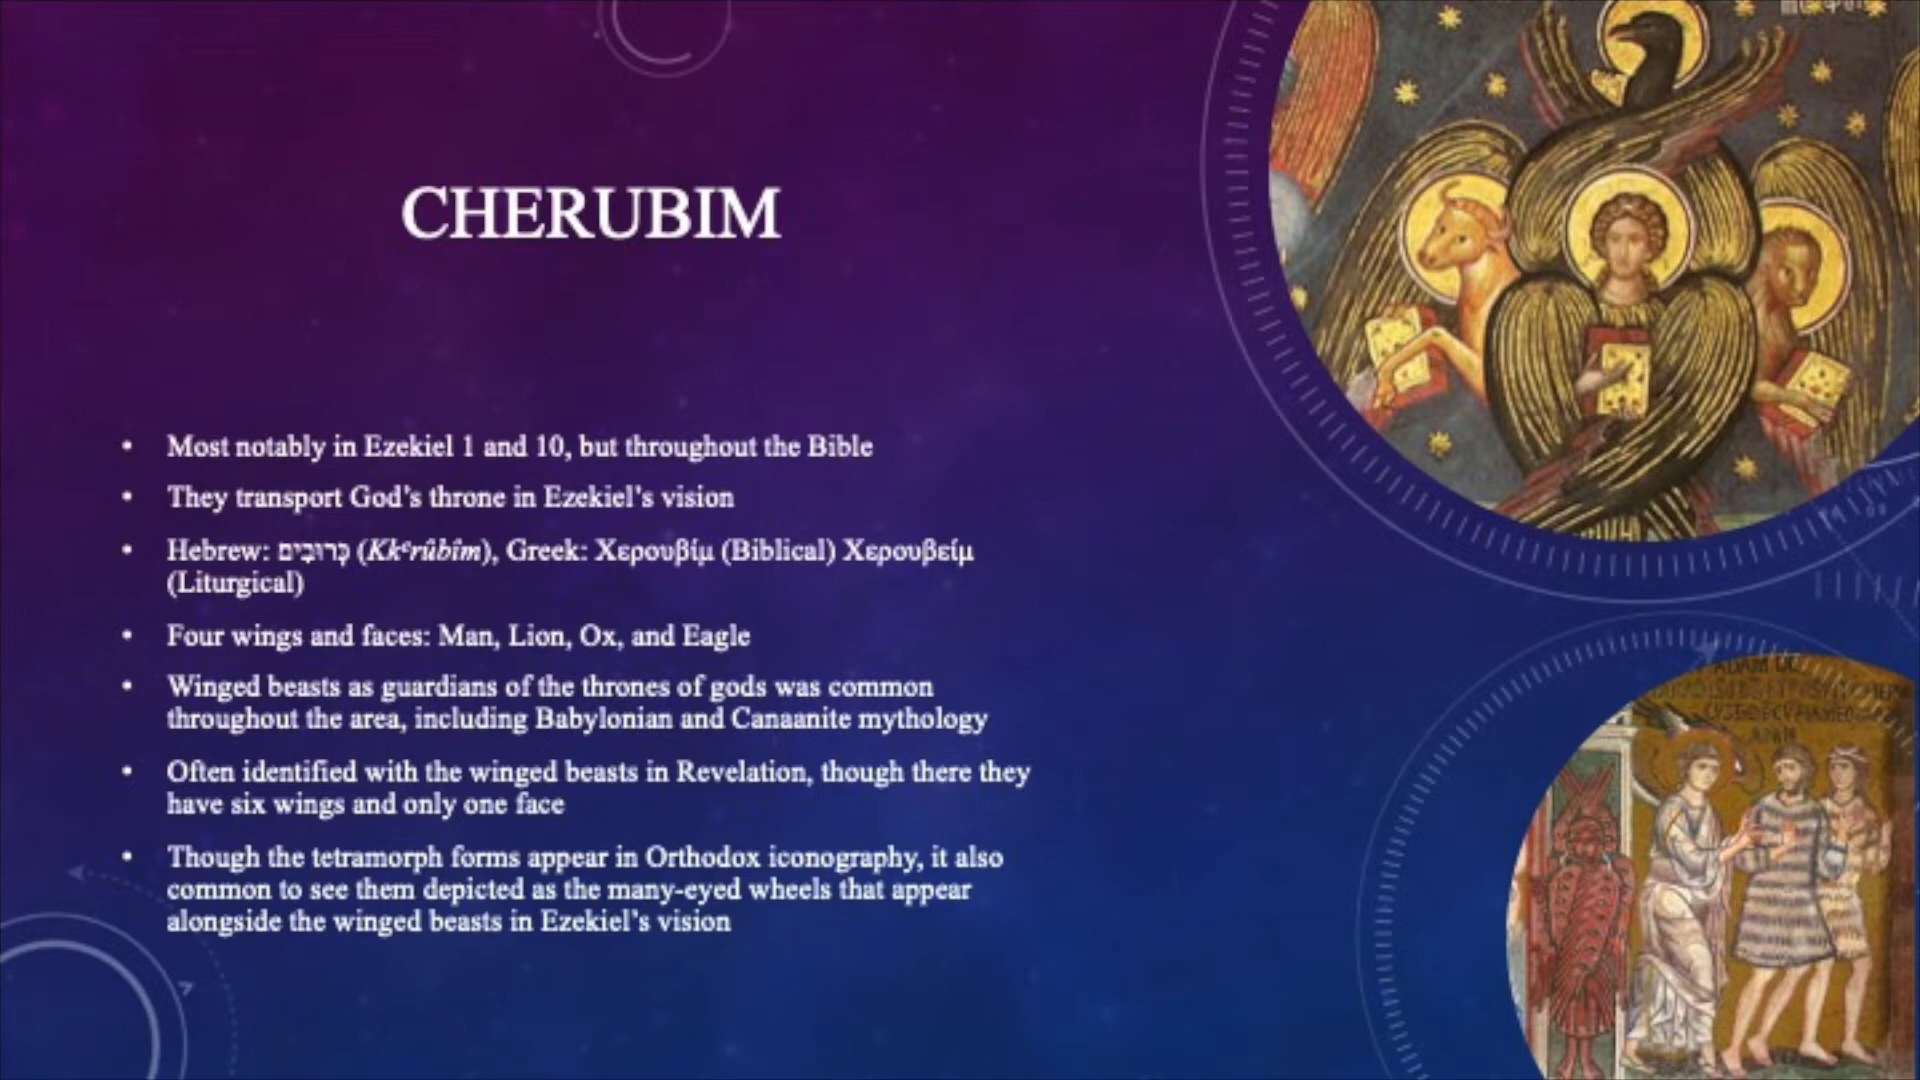 CHERUBIM
• Most notably in Ezekiel 1 and 10, but throughout the Bible
• They transport God's throne in Ezekiel's vision
• Hebrew: כְּרוּבִים (Kkᵉrûbîm), Greek: Χερουβίμ (Biblical) Χερουβείμ
(Liturgical)
• Four wings and faces: Man, Lion, Ox, and Eagle
• Winged beasts as guardians of the thrones of gods was common
throughout the area, including Babylonian and Canaanite mythology
• Often identified with the winged beasts in Revelation, though there they
have six wings and only one face
• Though the tetramorph forms appear in Orthodox iconography, it also
common to see them depicted as the many-eyed wheels that appear
alongside the winged beasts in Ezekiel's vision